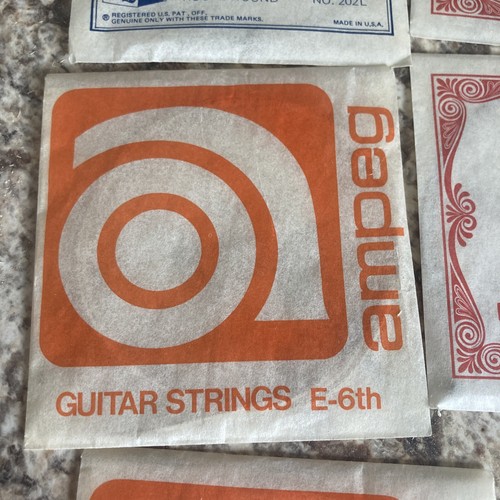 NO. 202L
® REGISTERED U.S. PAT. OFF.
GENUINE ONLY WITH THESE TRADE MARKS.
MADE IN U.S.A.
ampeg
GUITAR STRINGS E-6th